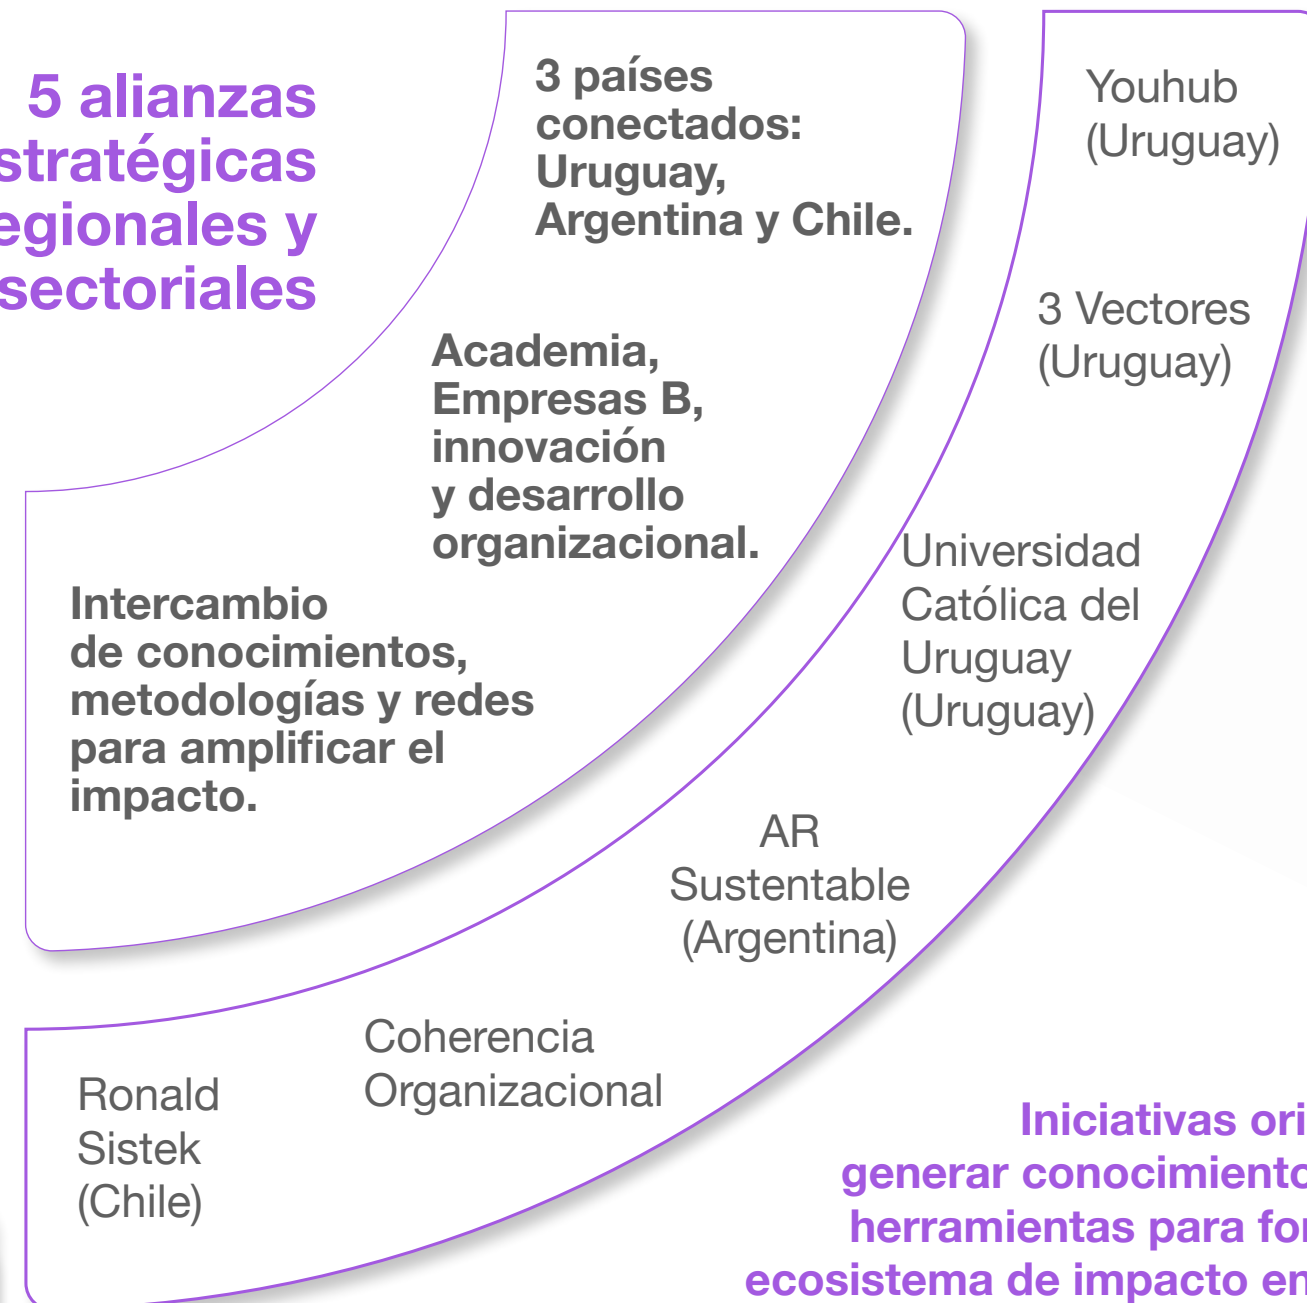 5 alianzas
stratégicas
egionales y
sectoriales
3 países
conectados:
Uruguay,
Argentina y Chile.
Academia,
Empresas B,
innovación
y desarrollo
organizacional.
Intercambio
de conocimientos,
metodologías y redes
para amplificar el
impacto.
Youhub
(Uruguay)
3 Vectores
(Uruguay)
Universidad
Católica del
Uruguay
(Uruguay)
AR
Sustentable
(Argentina)
Coherencia
Organizacional
Ronald
Sistek
(Chile)
Iniciativas ori
generar conocimiento
herramientas para for
ecosistema de impacto en